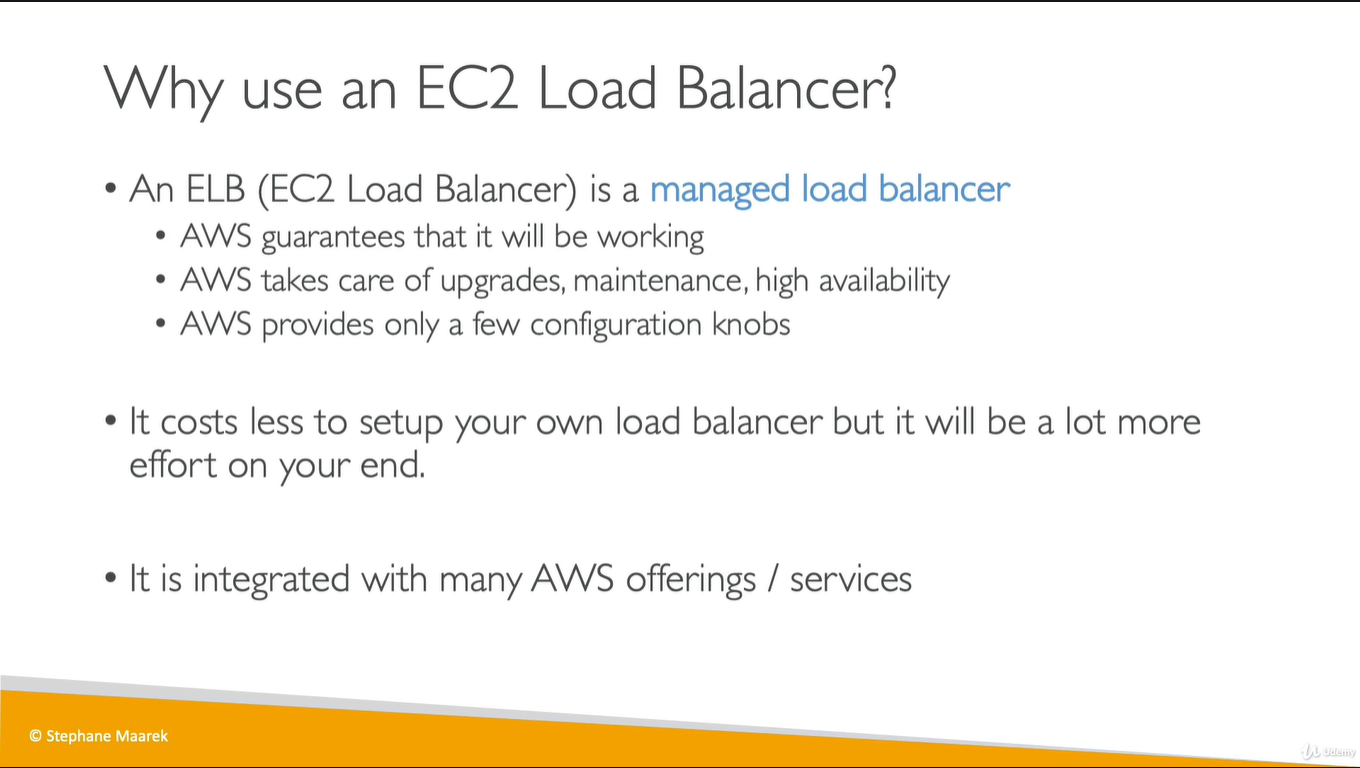 Why use an EC2 Load Balancer?
• An ELB (EC2 Load Balancer) is a managed load balancer
• AWS guarantees that it will be working
• AWS takes care of upgrades, maintenance, high availability
• AWS provides only a few configuration knobs
• It costs less to setup your own load balancer but it will be a lot more
effort on your end.
• It is integrated with many AWS offerings / services
© Stephane Maarek
Udemy